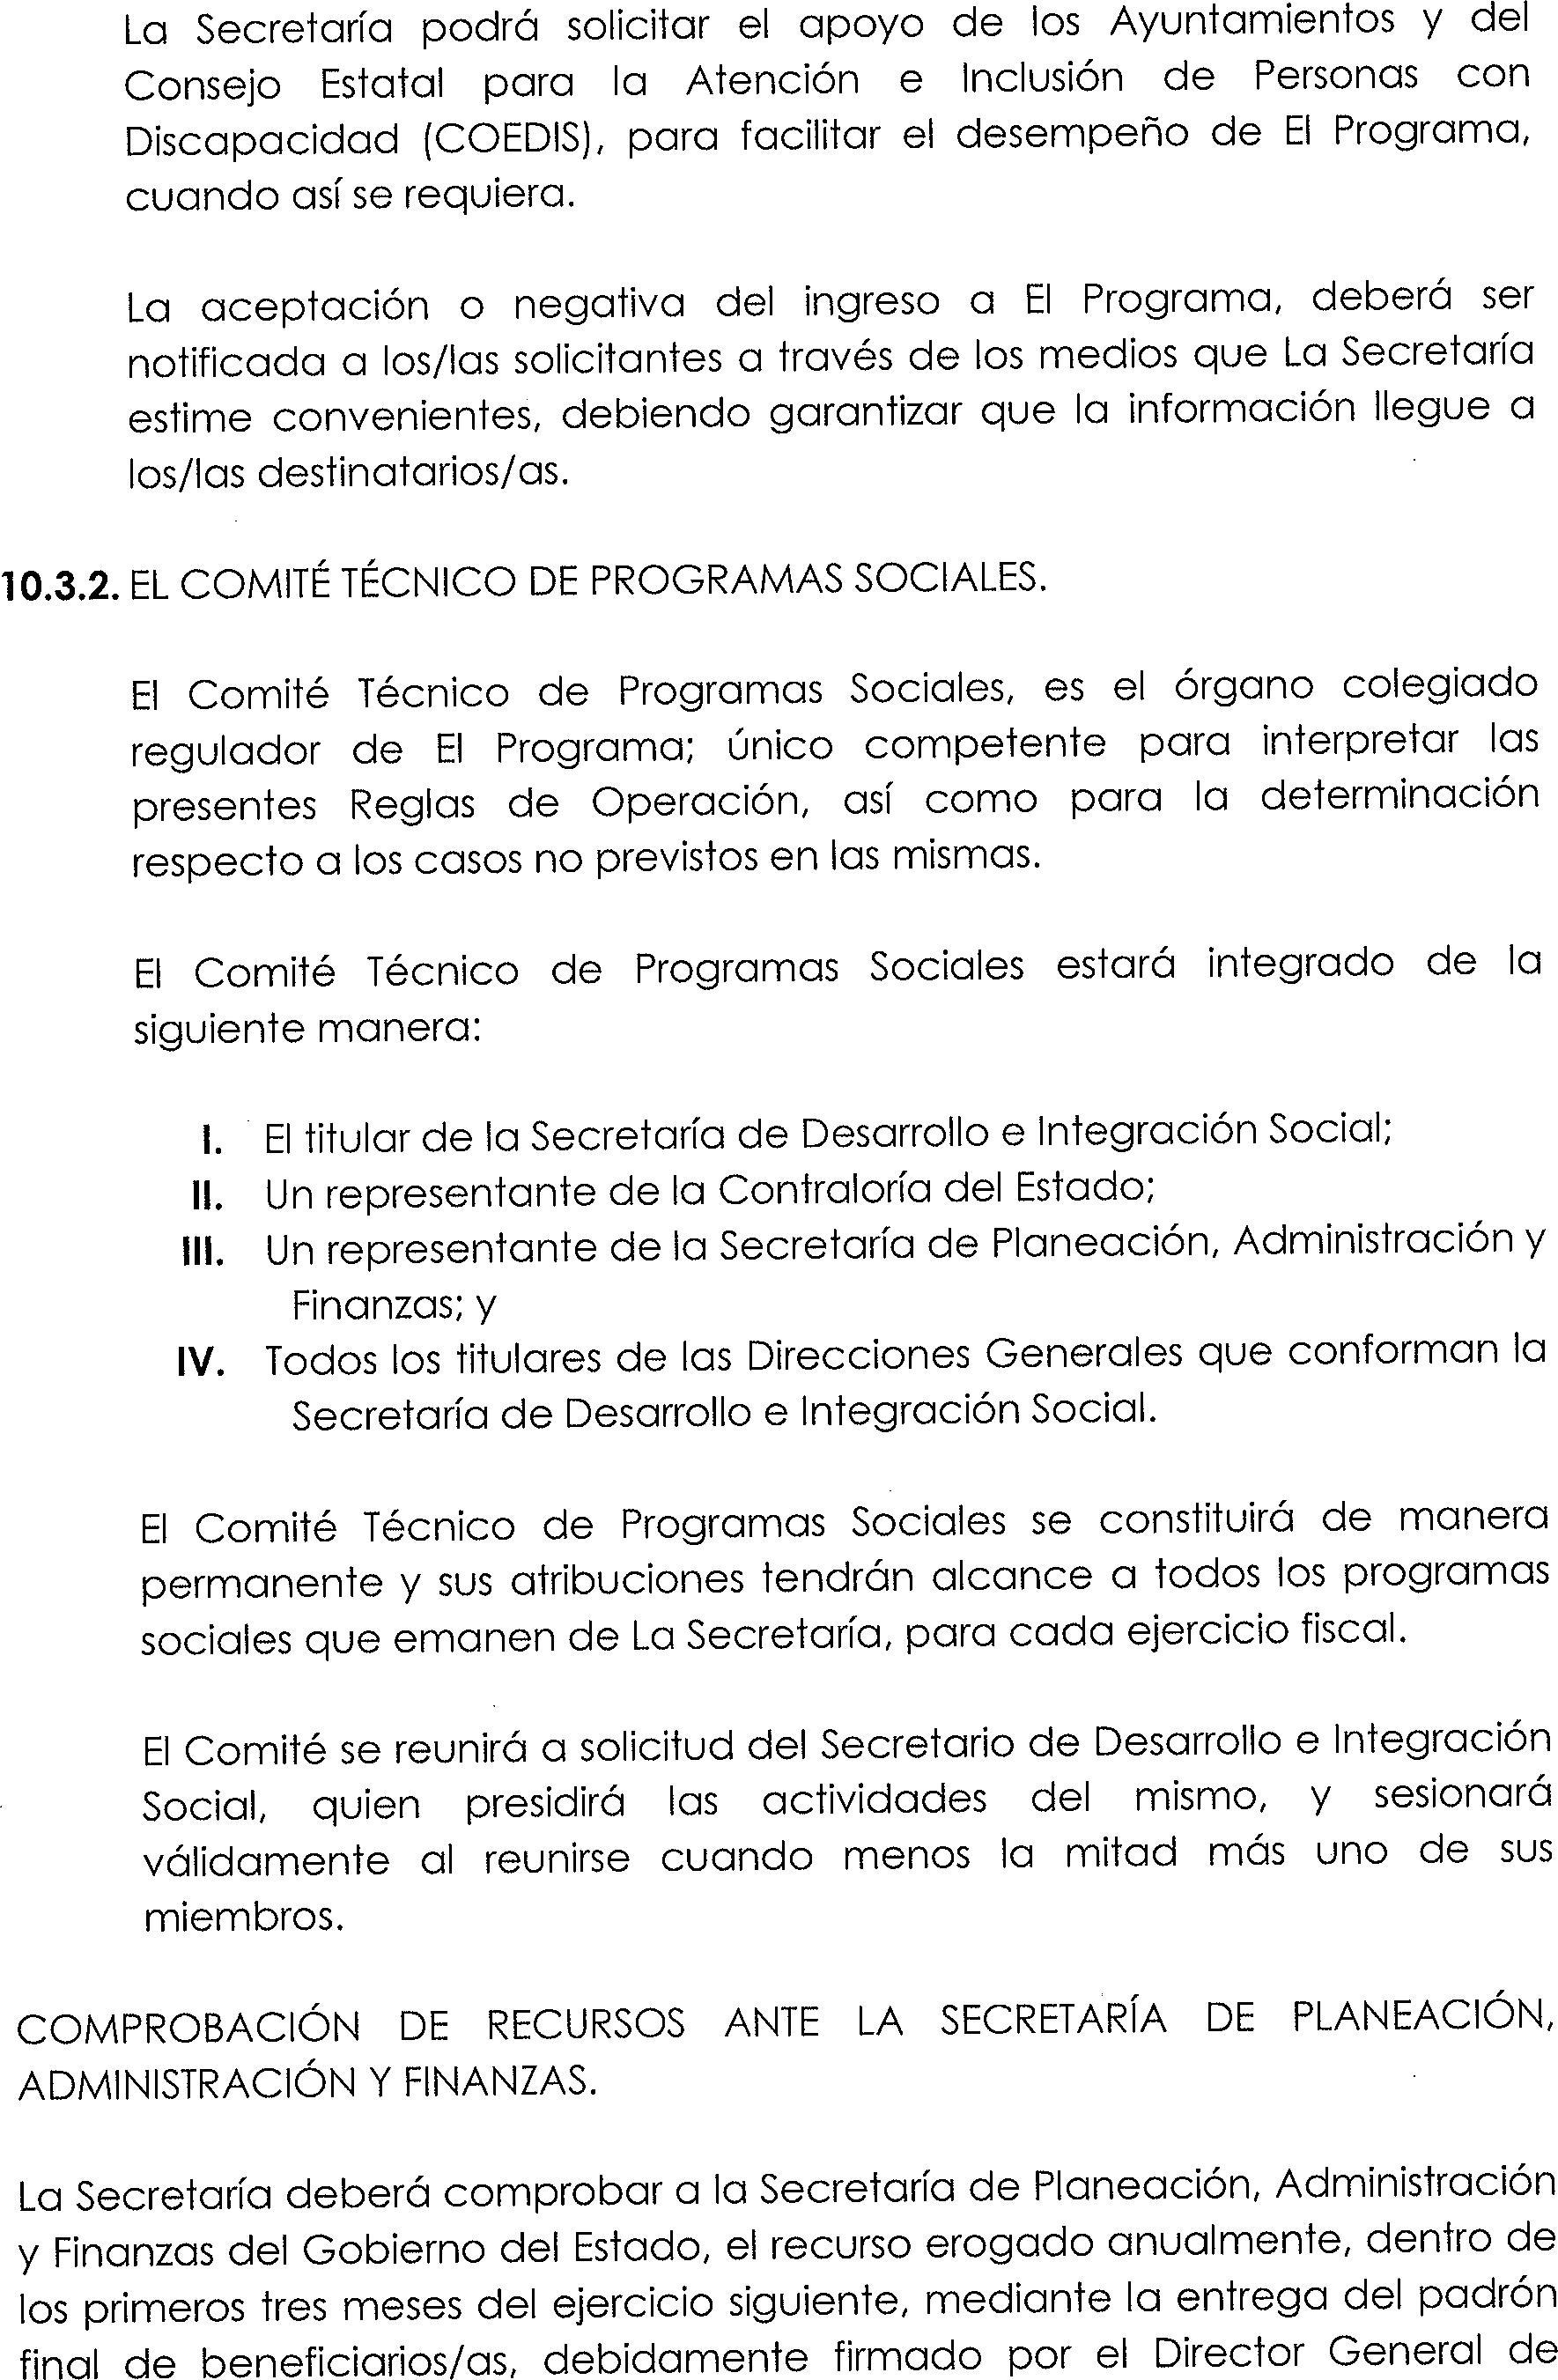 La Secretaría podrá solicitar el apoyo de los Ayuntamientos y del
Consejo Estatal para la Atención e Inclusión de Personas con
Discapacidad (COEDIS), para facilitar el desempeño de El Programa,
cuando así se requiera.
La aceptación o negativa del ingreso a El Programa, deberá ser
notificada a los/las solicitantes a través de los medios que La Secretaría
estime convenientes, debiendo garantizar que la información llegue a
los/las destinatarios/as.
10.3.2. EL COMITÉ TÉCNICO DE PROGRAMAS SOCIALES.
El Comité Técnico de Programas Sociales, es el órgano colegiado
regulador de El Programa; único competente para interpretar las
presentes Reglas de Operación, así como para la determinación
respecto a los casos no previstos en las mismas.
El Comité Técnico de Programas Sociales estará integrado de la
siguiente manera:
I. El titular de la Secretaría de Desarrollo e Integración Social;
II. Un representante de la Contraloría del Estado;
III. Un representante de la Secretaría de Planeación, Administración y
Finanzas; y
IV. Todos los titulares de las Direcciones Generales que conforman la
Secretaría de Desarrollo e Integración Social.
El Comité Técnico de Programas Sociales se constituirá de manera
permanente y sus atribuciones tendrán alcance a todos los programas
sociales que emanen de La Secretaría, para cada ejercicio fiscal.
El Comité se reunirá a solicitud del Secretario de Desarrollo e Integración
Social, quien presidirá las actividades del mismo, y sesionará
válidamente al reunirse cuando menos la mitad más uno de sus
miembros.
COMPROBACIÓN DE RECURSOS ANTE LA SECRETARÍA DE PLANEACIÓN,
ADMINISTRACIÓN Y FINANZAS.
La Secretaría deberá comprobar a la Secretaría de Planeación, Administración
y Finanzas del Gobierno del Estado, el recurso erogado anualmente, dentro de
los primeros tres meses del ejercicio siguiente, mediante la entrega del padrón
final de beneficiarios/as, debidamente firmado por el Director General de